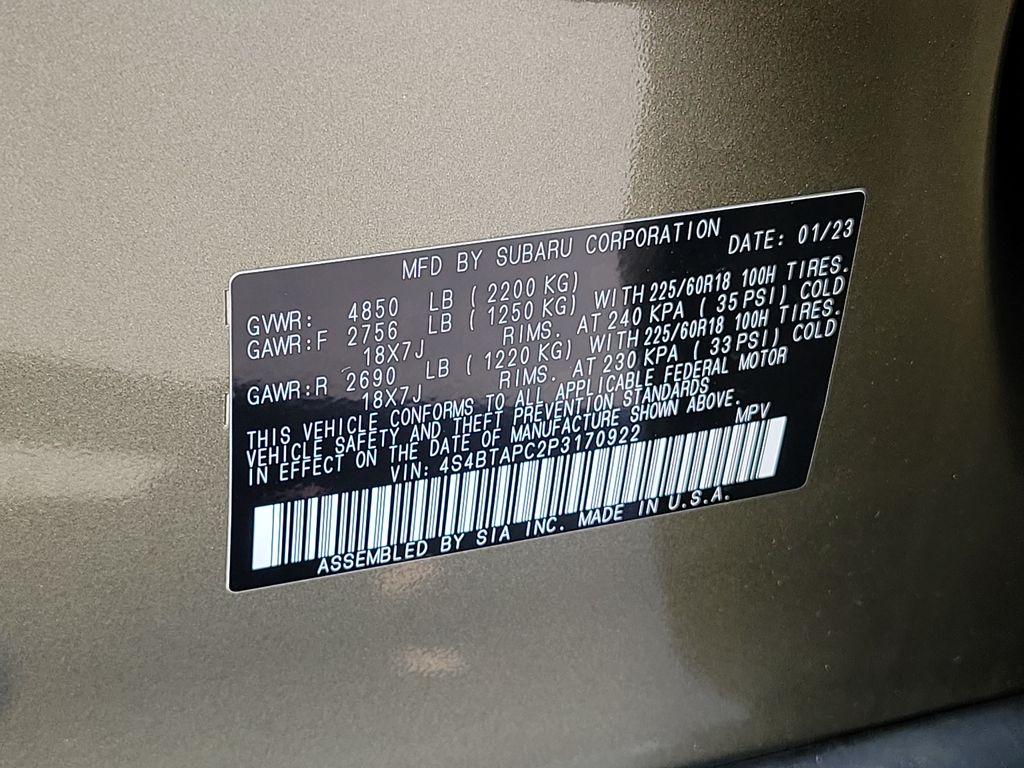 MFD BY SUBARU CORPORATION DATE: 01/23
GVWR: 4850 LB ( 2200 KG)
GAWR:F 2756 LB ( 1250 KG) WITH 225/60R18 100H TIRES.
18X7J RIMS. AT 240 KPA ( 35 PSI) COLD
GAWR:R 2690 LB ( 1220 KG) WITH 225/60R18 100H TIRES.
18X7J RIMS. AT 230 KPA ( 33 PSI) COLD
THIS VEHICLE CONFORMS TO ALL APPLICABLE FEDERAL MOTOR
VEHICLE SAFETY AND THEFT PREVENTION STANDARDS
IN EFFECT ON THE DATE OF MANUFACTURE SHOWN ABOVE.
VIN: 4S4BTAPC2P3170922 MPV
ASSEMBLED BY SIA INC. MADE IN U.S.A.